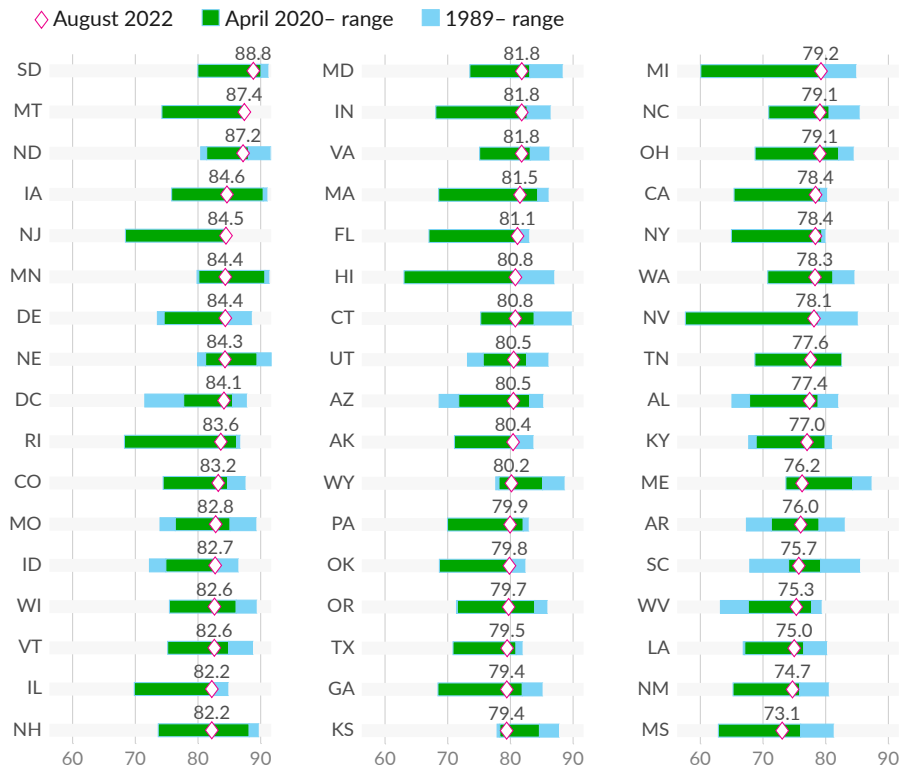 August 2022 April 2020– range 1989– range
SD 88.8
MT 87.4
ND 87.2
IA 84.6
NJ 84.5
MN 84.4
DE 84.4
NE 84.3
DC 84.1
RI 83.6
CO 83.2
MO 82.8
ID 82.7
WI 82.6
VT 82.6
IL 82.2
NH 82.2
60 70 80 90
MD 81.8
IN 81.8
VA 81.8
MA 81.5
FL 81.1
HI 80.8
CT 80.8
UT 80.5
AZ 80.5
AK 80.4
WY 80.2
PA 79.9
OK 79.8
OR 79.7
TX 79.5
GA 79.4
KS 79.4
60 70 80 90
MI 79.2
NC 79.1
OH 79.1
CA 78.4
NY 78.4
WA 78.3
NV 78.1
TN 77.6
AL 77.4
KY 77.0
ME 76.2
AR 76.0
SC 75.7
WV 75.3
LA 75.0
NM 74.7
MS 73.1
60 70 80 90